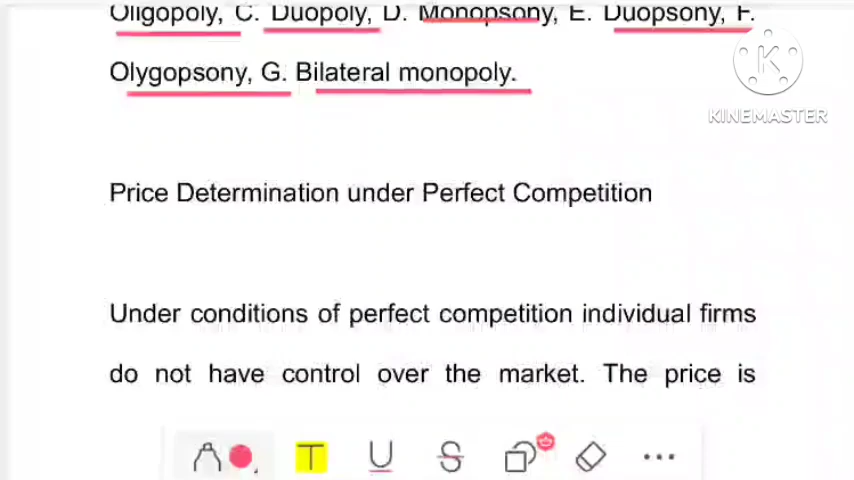 Oligopoly, C. Duopoly, D. Monopsony, E. Duopsony, F.
Olygopsony, G. Bilateral monopoly.
K
KINEMASTER
Price Determination under Perfect Competition
Under conditions of perfect competition individual firms
do not have control over the market. The price is
T U S